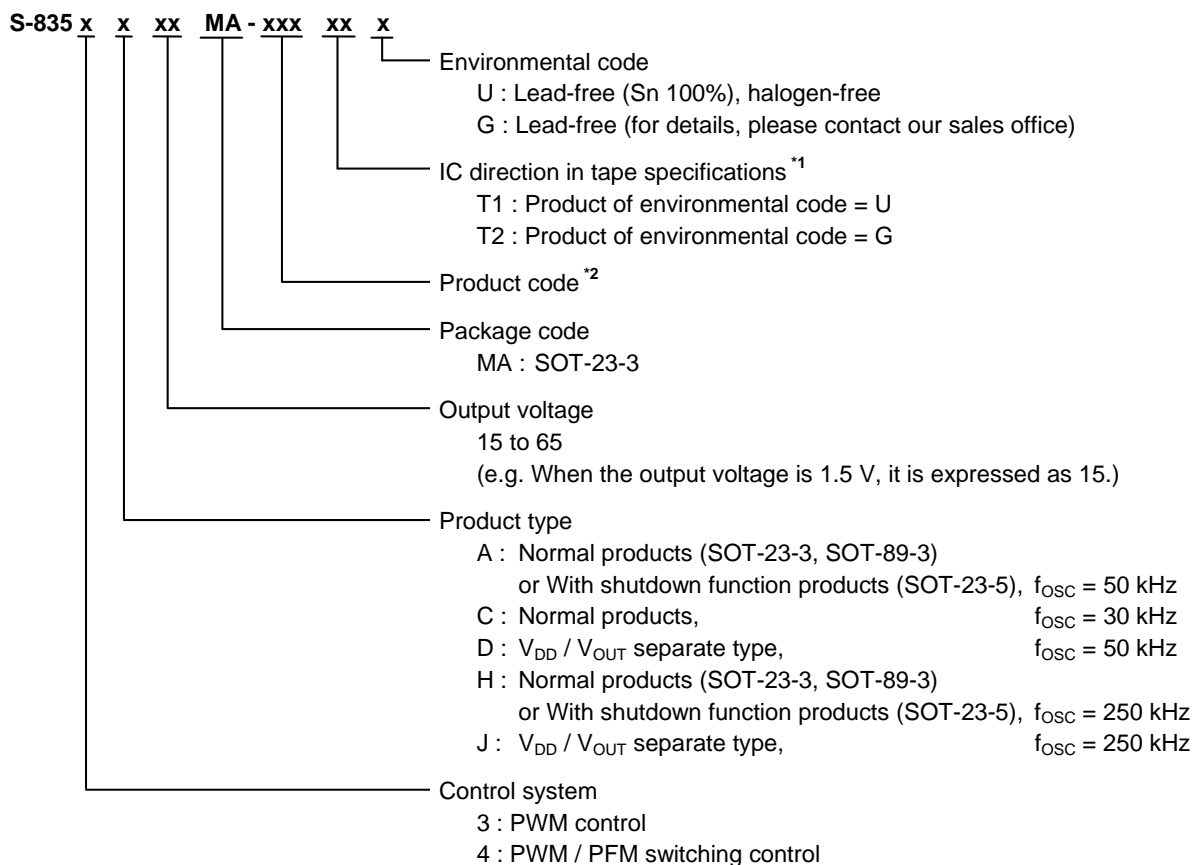 S-835 x x xx MA - xxx xx x
Environmental code
U : Lead-free (Sn 100%), halogen-free
G : Lead-free (for details, please contact our sales office)
IC direction in tape specifications *1
T1 : Product of environmental code = U
T2 : Product of environmental code = G
Product code *2
Package code
MA : SOT-23-3
Output voltage
15 to 65
(e.g. When the output voltage is 1.5 V, it is expressed as 15.)
Product type
A : Normal products (SOT-23-3, SOT-89-3)
or With shutdown function products (SOT-23-5), fOSC = 50 kHz
C : Normal products, fOSC = 30 kHz
D : VDD / VOUT separate type, fOSC = 50 kHz
H : Normal products (SOT-23-3, SOT-89-3)
or With shutdown function products (SOT-23-5), fOSC = 250 kHz
J : VDD / VOUT separate type, fOSC = 250 kHz
Control system
3 : PWM control
4 : PWM / PFM switching control